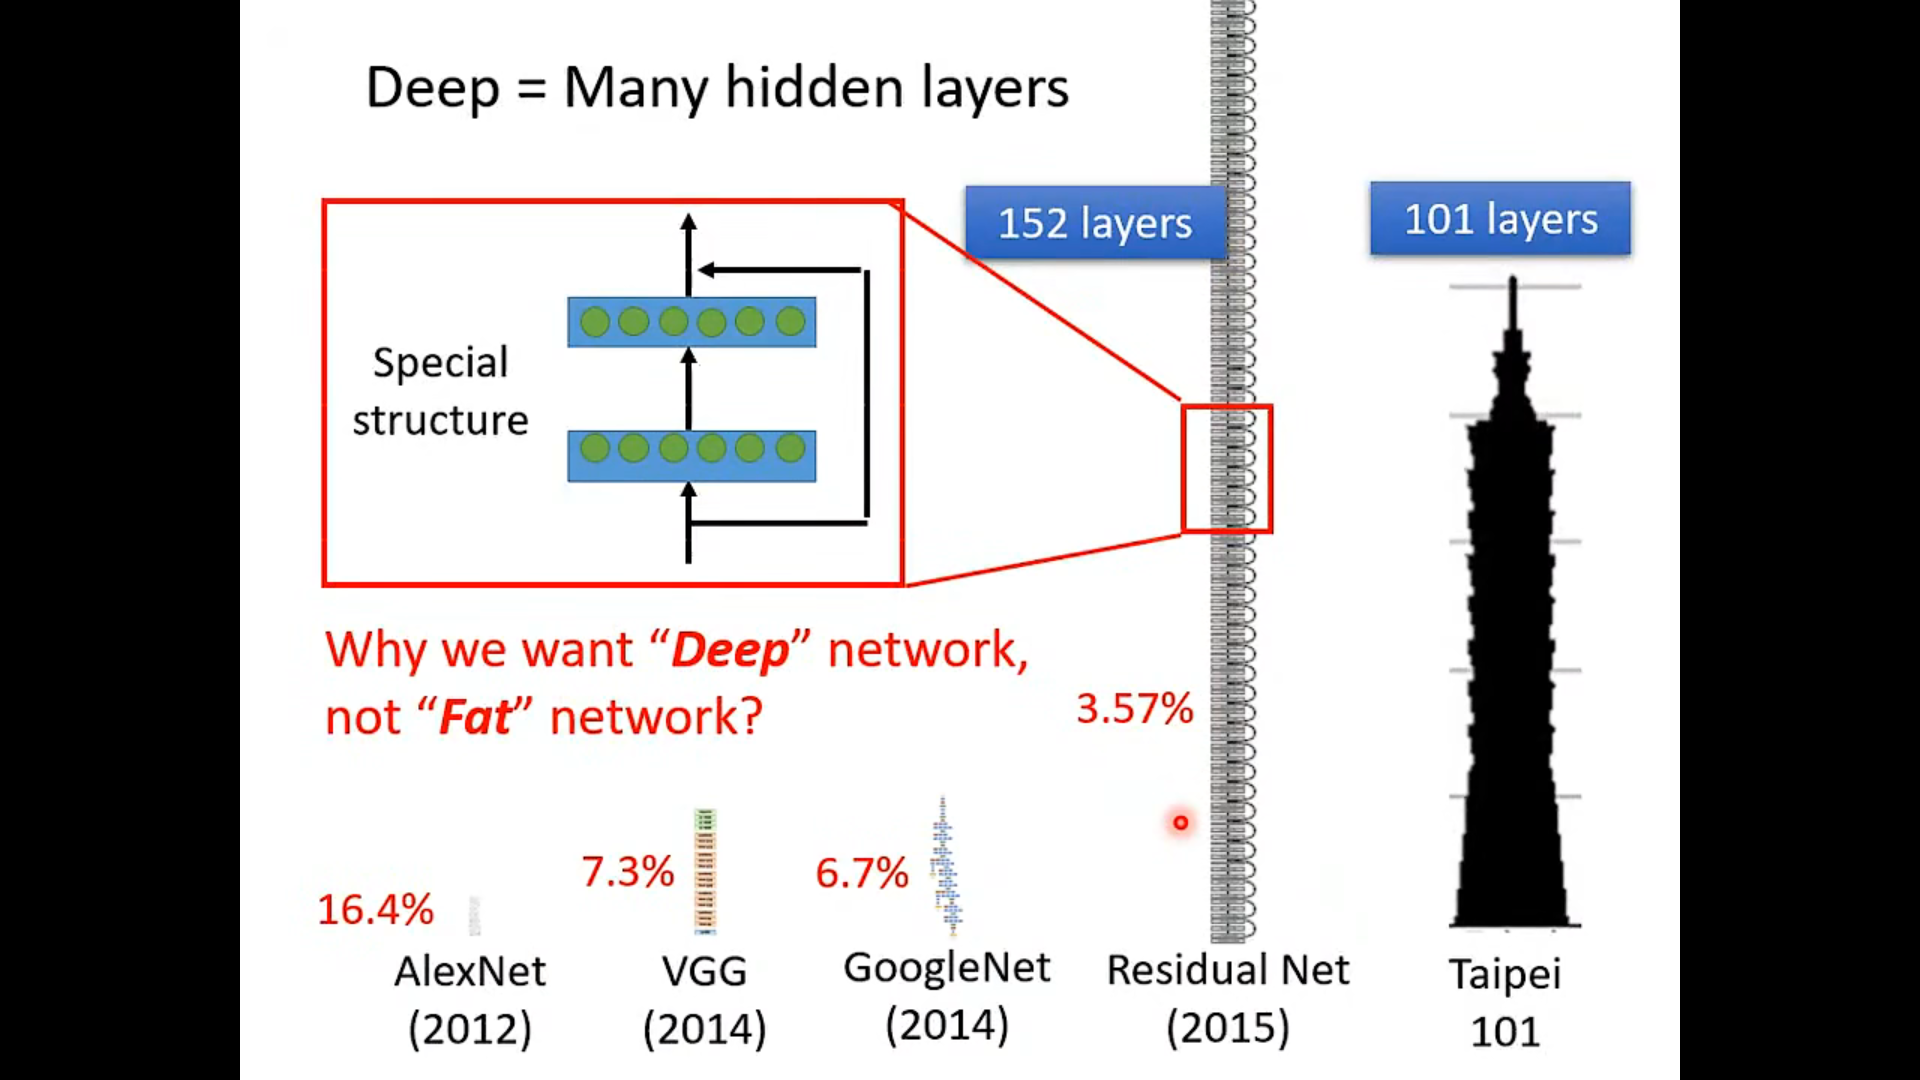 Deep = Many hidden layers
152 layers
101 layers
Special
structure
Why we want “Deep” network,
not “Fat” network?
3.57%
16.4%
7.3%
6.7%
AlexNet
(2012)
VGG
(2014)
GoogleNet
(2014)
Residual Net
(2015)
Taipei
101